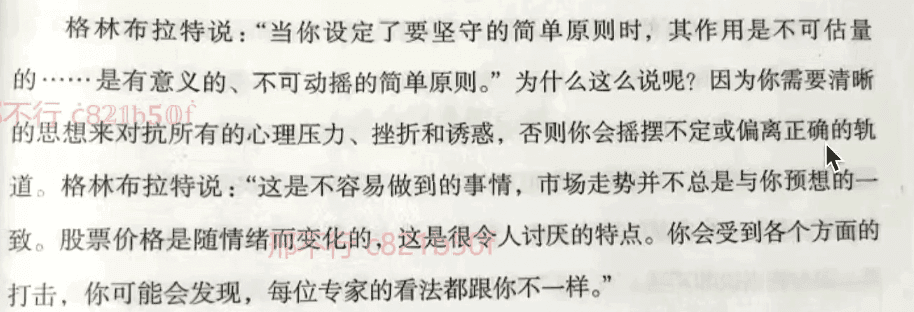 格林布拉特说：“当你设定了要坚守的简单原则时，其作用是不可估量
的……是有意义的、不可动摇的简单原则。”为什么这么说呢？因为你需要清晰
不行 c821b50f
的思想来对抗所有的心理压力、挫折和诱惑，否则你会摇摆不定或偏离正确的轨
道。格林布拉特说：“这是不容易做到的事情，市场走势并不总是与你预想的一
致。股票价格是随情绪而变化的，这是很令人讨厌的特点。你会受到各个方面的
邢不行 c821b50f
打击，你可能会发现，每位专家的看法都跟你不一样。”